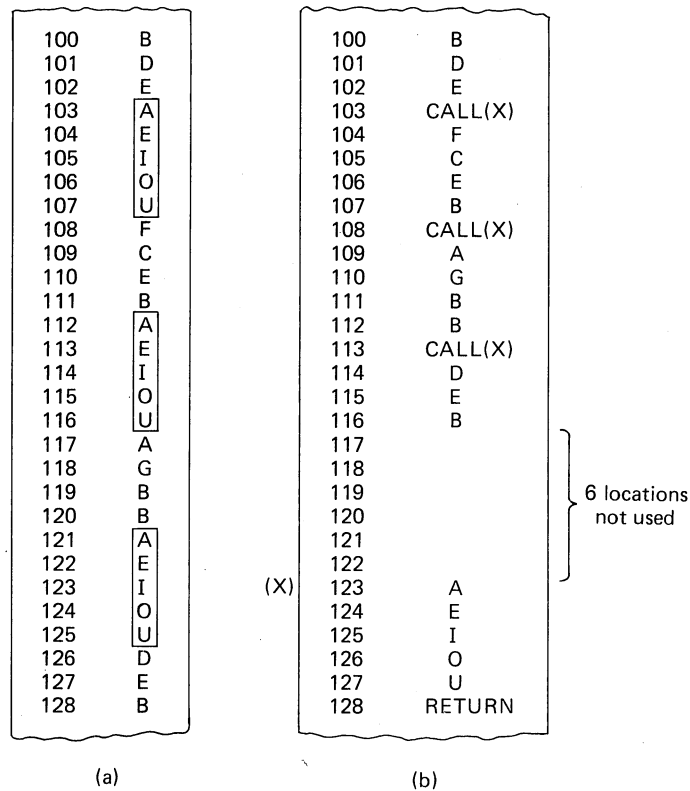 100 B
101 D
102 E
103 A
104 E
105 I
106 O
107 U
108 F
109 C
110 E
111 B
112 A
113 E
114 I
115 O
116 U
117 A
118 G
119 B
120 B
121 A
122 E
123 I
124 O
125 U
126 D
127 E
128 B
(a)
100 B
101 D
102 E
103 CALL(X)
104 F
105 C
106 E
107 B
108 CALL(X)
109 A
110 G
111 B
112 B
113 CALL(X)
114 D
115 E
116 B
117
118
119
120
121
122
(X) 123 A
124 E
125 I
126 O
127 U
128 RETURN
6 locations
not used
(b)